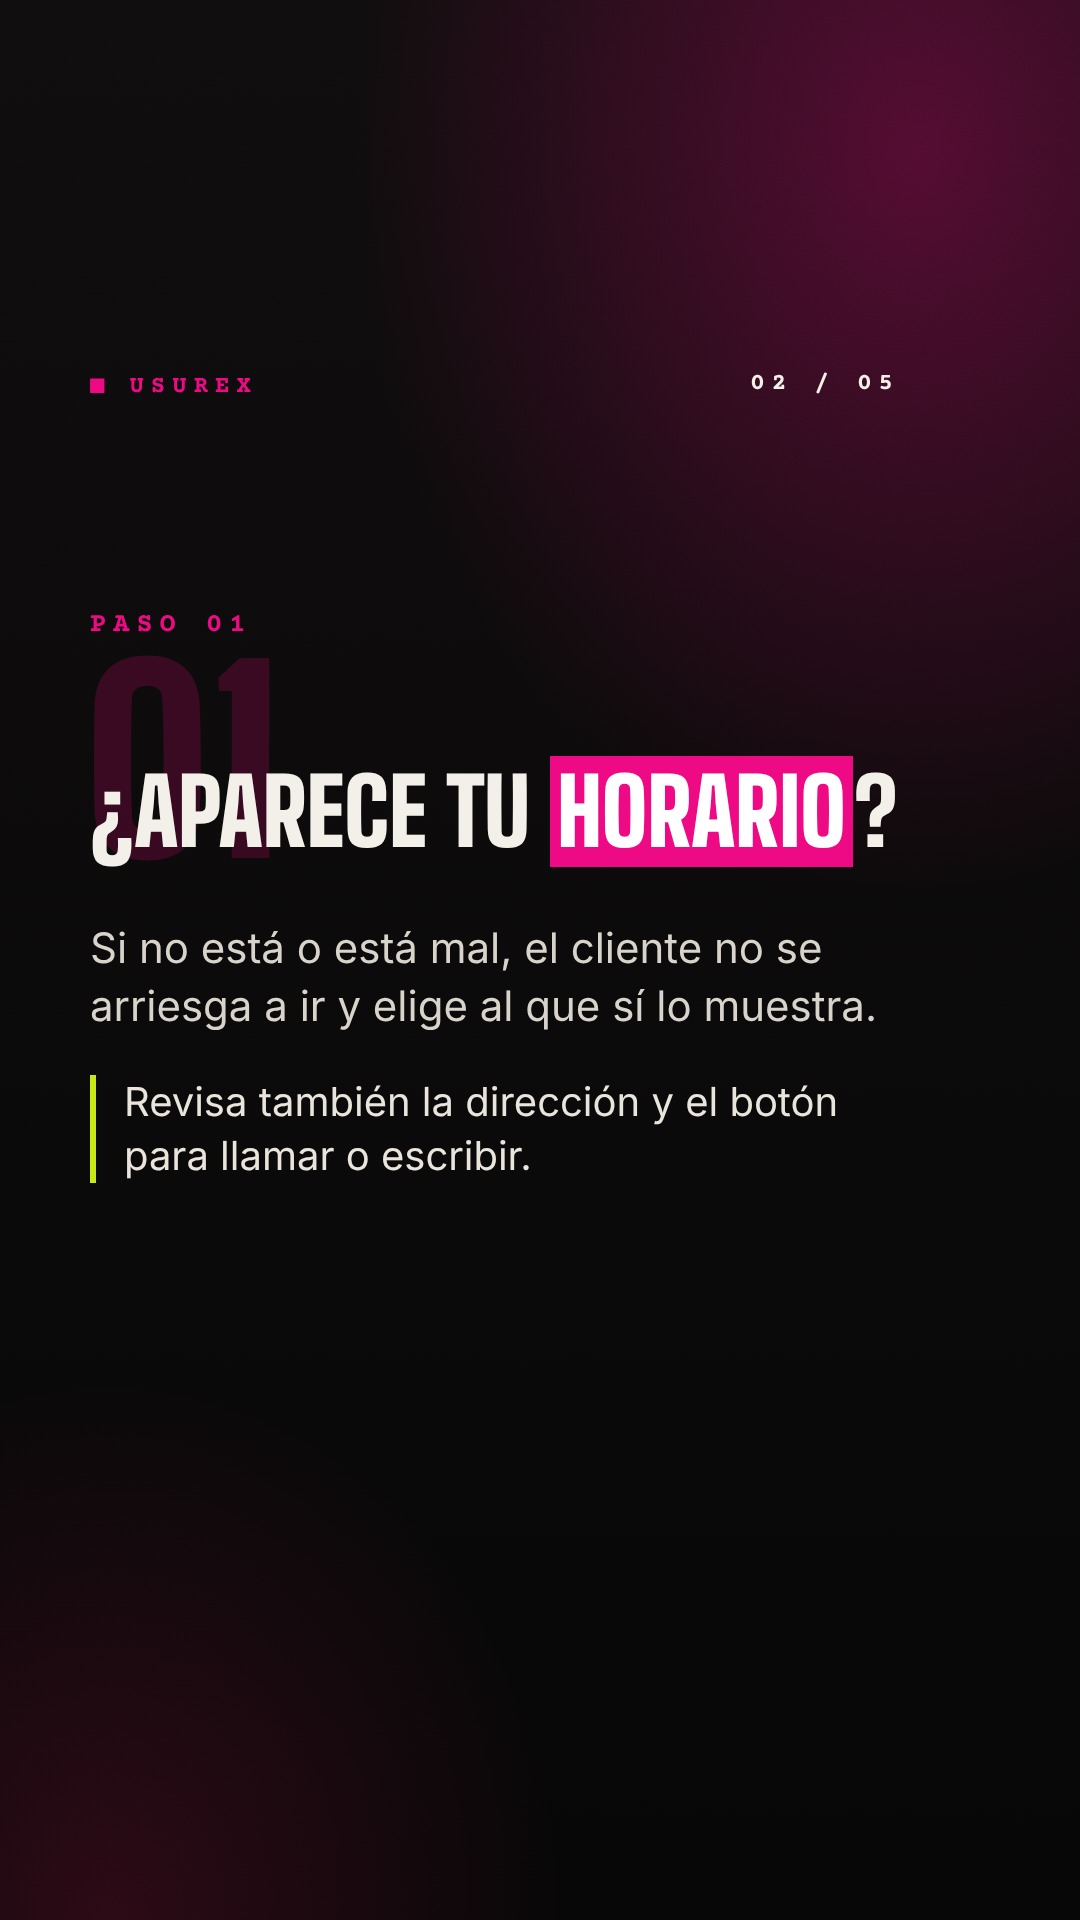 USUREX
02 / 05
PASO 01
01
¿APARECE TU HORARIO?
Si no está o está mal, el cliente no se
arriesga a ir y elige al que sí lo muestra.
Revisa también la dirección y el botón
para llamar o escribir.